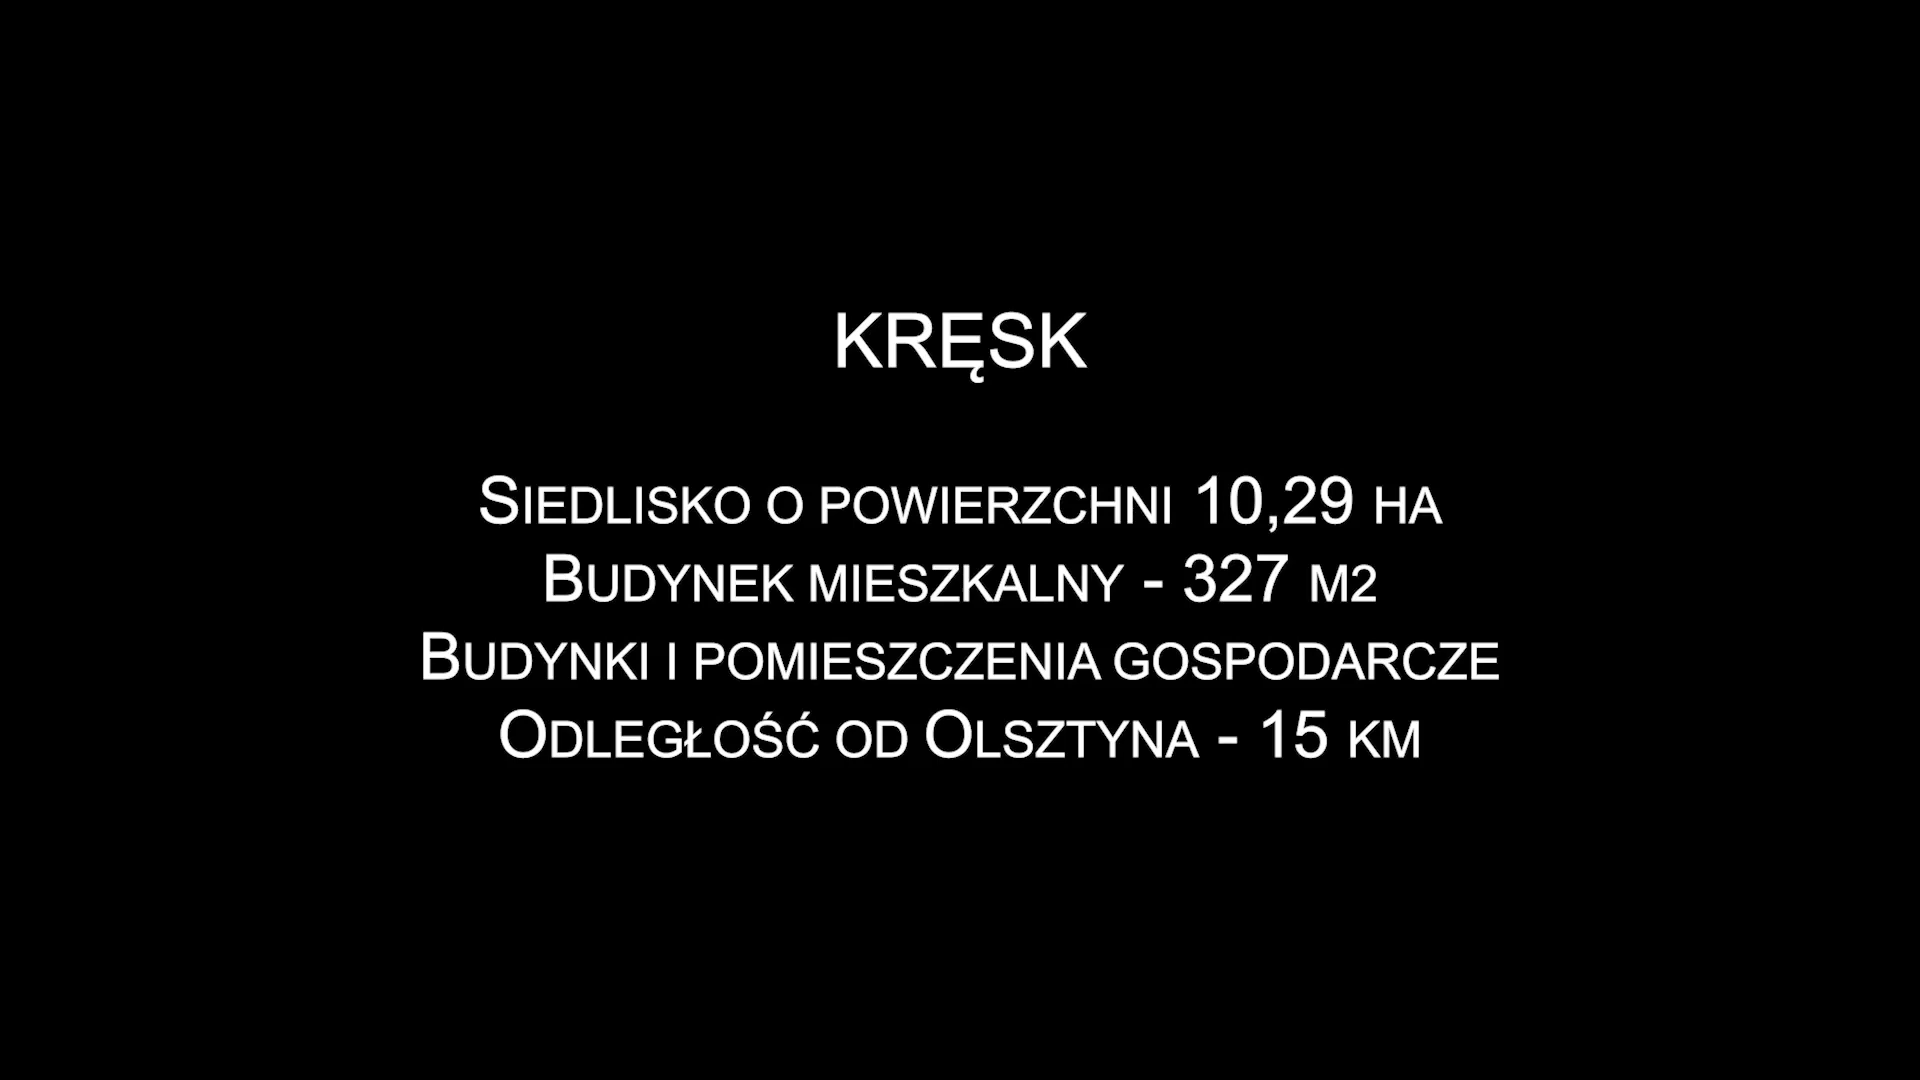 KRĘSK
Siedlisko o powierzchni 10,29 ha
Budynek mieszkalny - 327 m2
Budynki i pomieszczenia gospodarcze
Odległość od Olsztyna - 15 km